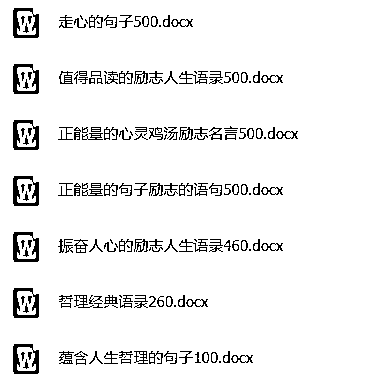 走心的句子500.docx
值得品读的励志人生语录500.docx
正能量的心灵鸡汤励志名言500.docx
正能量的句子励志的语句500.docx
振奋人心的励志人生语录460.docx
哲理经典语录260.docx
蕴含人生哲理的句子100.docx